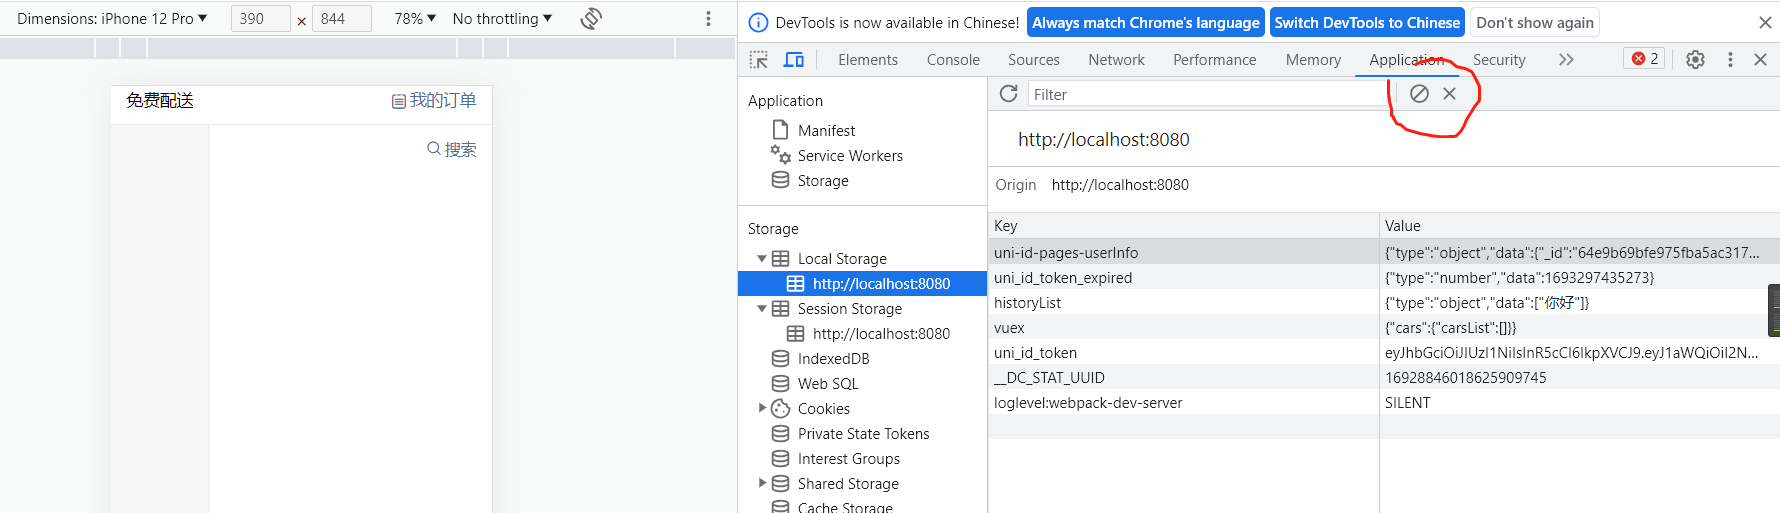 Dimensions: iPhone 12 Pro ▼ 390 × 844 78% ▼ No throttling ▼
免费配送 我的订单
搜索
DevTools is now available in Chinese! Always match Chrome's language Switch DevTools to Chinese Don't show again
Elements Console Sources Network Performance Memory Application Security 2
Application
Manifest
Service Workers
Storage
Storage
Local Storage
http://localhost:8080
Session Storage
http://localhost:8080
IndexedDB
Web SQL
Cookies
Private State Tokens
Interest Groups
Shared Storage
Cache Storage
Filter
http://localhost:8080
Origin http://localhost:8080
Key Value
uni-id-pages-userInfo {"type":"object","data":{"_id":"64e9b69bfe975fba5ac317...
uni_id_token_expired {"type":"number","data":1693297435273}
historyList {"type":"object","data":["你好"]}
vuex {"cars":{"carsList":[]}}
uni_id_token eyJhbGciOiJIUzI1NiIsInR5cCI6IkpXVCJ9.eyJ1aWQiOiI2N...
__DC_STAT_UUID 16928846018625909745
loglevel:webpack-dev-server SILENT